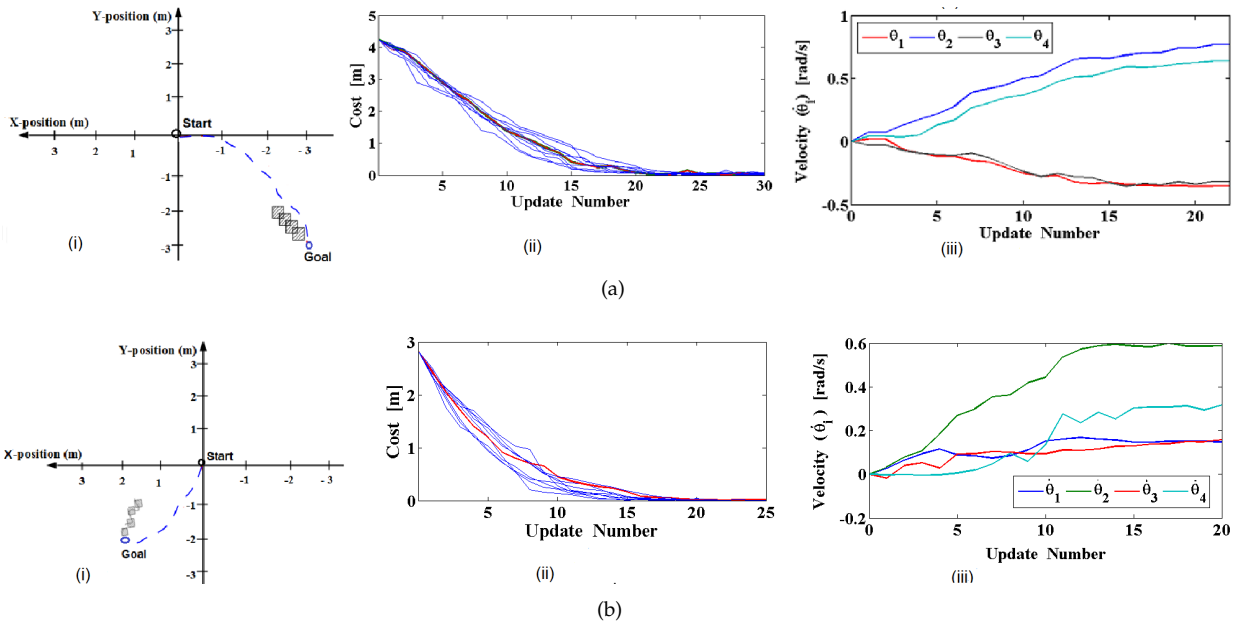 Y-position (m)
3
2
1
X-position (m)
Start
3
2
1
-1
-2
-3
-1
-2
-3
Goal
(i)
Cost [m]
5
4
3
2
1
0
5
10
15
20
25
30
Update Number
(ii)
Velocity (θ̇i) [rad/s]
θ̇1
θ̇2
θ̇3
θ̇4
1
0.5
0
-0.5
0
5
10
15
20
Update Number
(iii)
(a)
Y-position (m)
3
2
1
X-position (m)
Start
3
2
1
-1
-2
-3
-1
-2
-3
Goal
(i)
Cost [m]
3
2
1
0
5
10
15
20
25
Update Number
(ii)
Velocity (θ̇i) [rad/s]
0.6
0.4
0.2
0
-0.2
θ̇1
θ̇2
θ̇3
θ̇4
0
5
10
15
20
Update Number
(iii)
(b)